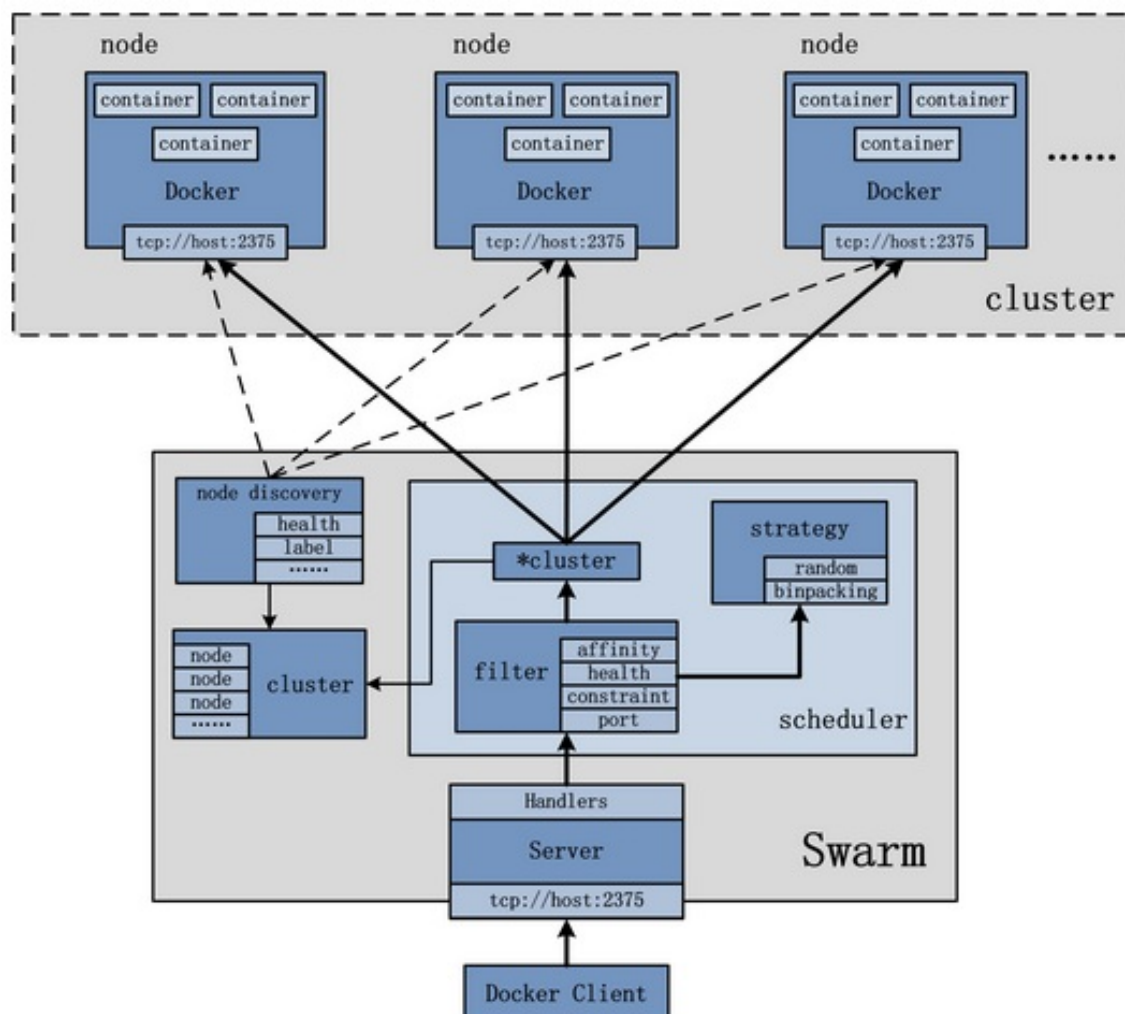 node
node
node
container
container
container
container
container
container
container
container
container
Docker
Docker
Docker
……
tcp://host:2375
tcp://host:2375
tcp://host:2375
cluster
node discovery
health
label
……
strategy
random
binpacking
*cluster
node
node
node
……
cluster
filter
affinity
health
constraint
port
scheduler
Handlers
Server
Swarm
tcp://host:2375
Docker Client